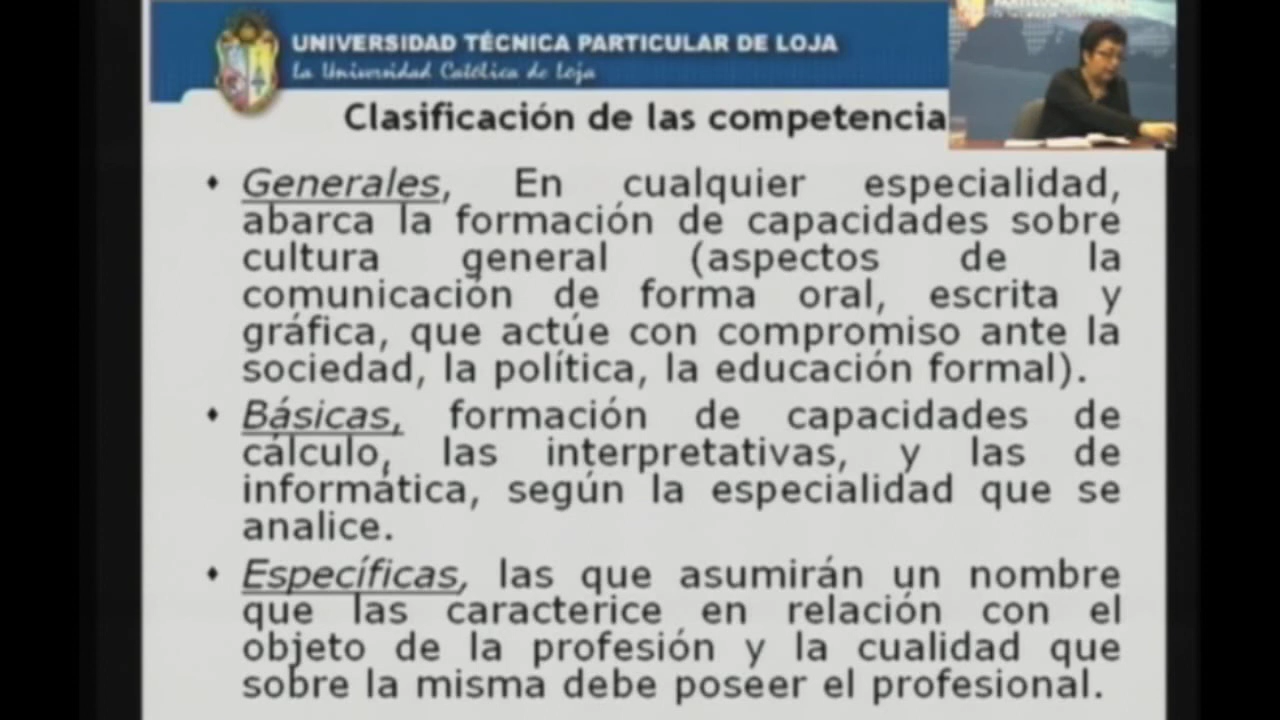 UNIVERSIDAD TÉCNICA PARTICULAR DE LOJA
La Universidad Católica de Loja
Clasificación de las competencia
Generales, En cualquier especialidad,
abarca la formación de capacidades sobre
cultura general (aspectos de la
comunicación de forma oral, escrita y
gráfica, que actúe con compromiso ante la
sociedad, la política, la educación formal).
Básicas, formación de capacidades de
cálculo, las interpretativas, y las de
informática, según la especialidad que se
analice.
Específicas, las que asumirán un nombre
que las caracterice en relación con el
objeto de la profesión y la cualidad que
sobre la misma debe poseer el profesional.